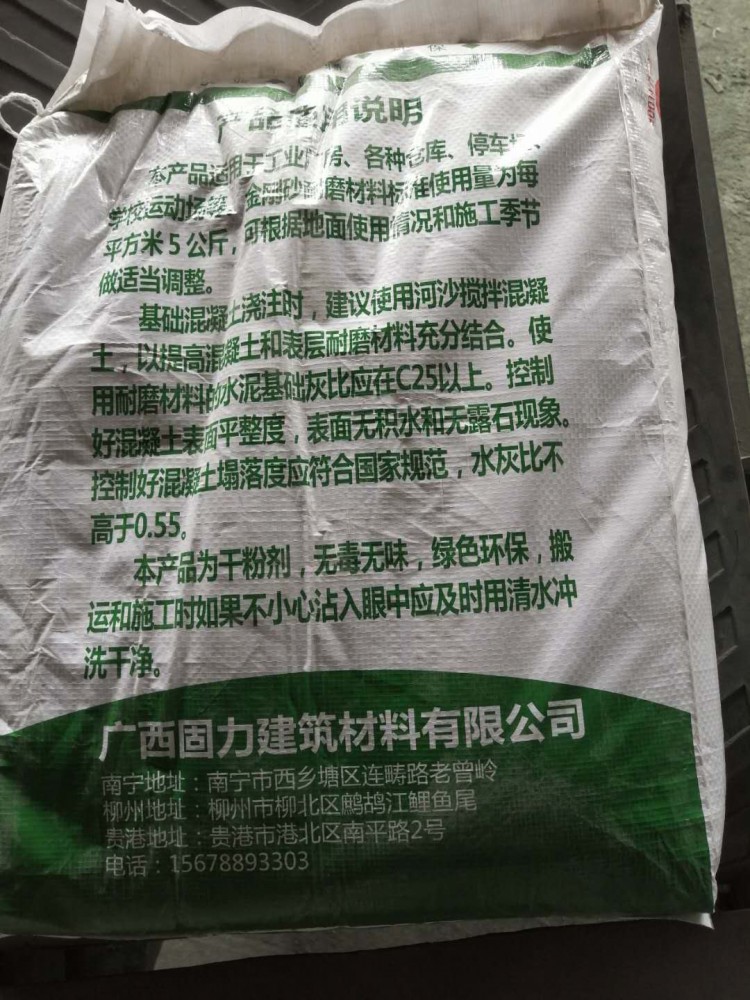 产品使用说明
本产品适用于工业厂房、各种仓库、停车场、
学校运动场等，金刚砂耐磨材料标准使用量为每
平方米5公斤，可根据地面使用情况和施工季节
做适当调整。
基础混凝土浇注时，建议使用河沙搅拌混凝
土，以提高混凝土和表层耐磨材料充分结合。使
用耐磨材料的水泥基础灰比应在C25以上。控制
好混凝土表面平整度，表面无积水和无露石现象。
控制好混凝土塌落度应符合国家规范，水灰比不
高于0.55。
本产品为干粉剂，无毒无味，绿色环保，搬
运和施工时如果不小心沾入眼中应及时用清水冲
洗干净。
广西固力建筑材料有限公司
南宁地址：南宁市西乡塘区连畴路老曾岭
柳州地址：柳州市柳北区鹧鸪江鲤鱼尾
贵港地址：贵港市港北区南平路2号
电话：15678893303